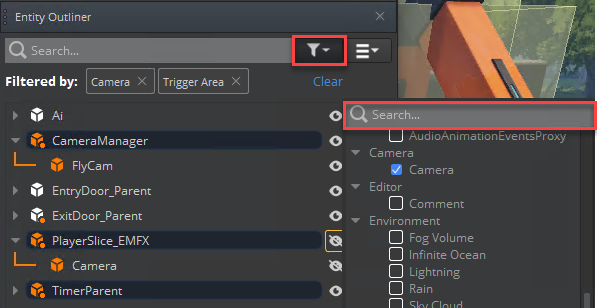 Entity Outliner
Search...
Filtered by: Camera Trigger Area Clear
Ai
CameraManager
FlyCam
EntryDoor_Parent
ExitDoor_Parent
PlayerSlice_EMFX
Camera
TimerParent
Search...
AudioAnimationEventsProxy
Camera
Camera
Editor
Comment
Environment
Fog Volume
Infinite Ocean
Lightning
Rain
Sky Cloud